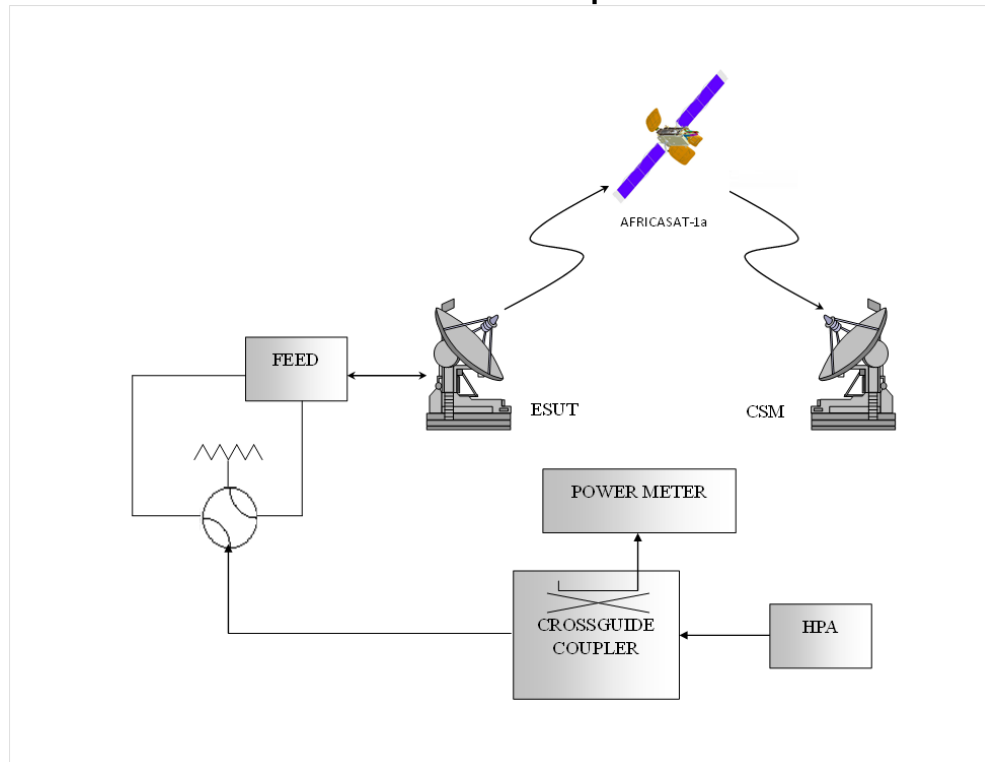 AFRICASAT-1a
FEED
ESUT
CSM
POWER METER
CROSSGUIDE
COUPLER
HPA